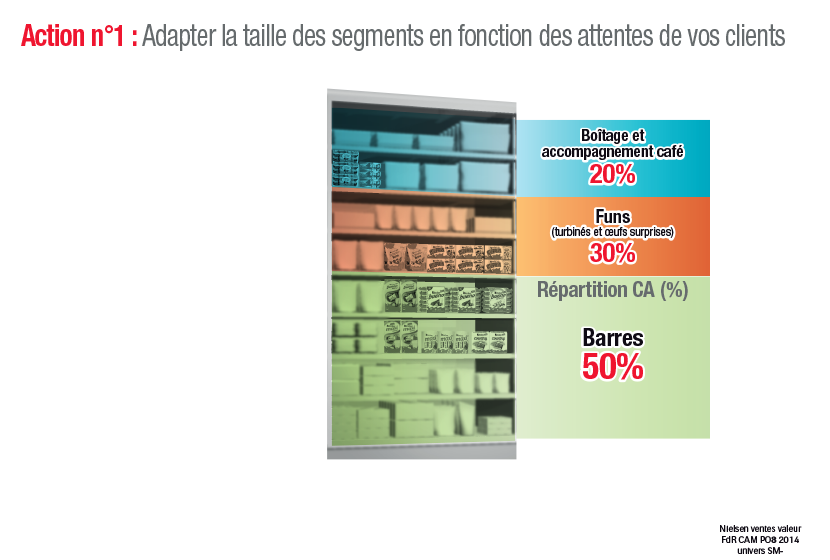 Action n°1 : Adapter la taille des segments en fonction des attentes de vos clients
Boîtage et
accompagnement café
20%
Funs
(turbinés et œufs surprises)
30%
Répartition CA (%)
Barres
50%
Nielsen ventes valeur
FdR CAM PO8 2014
univers SM-